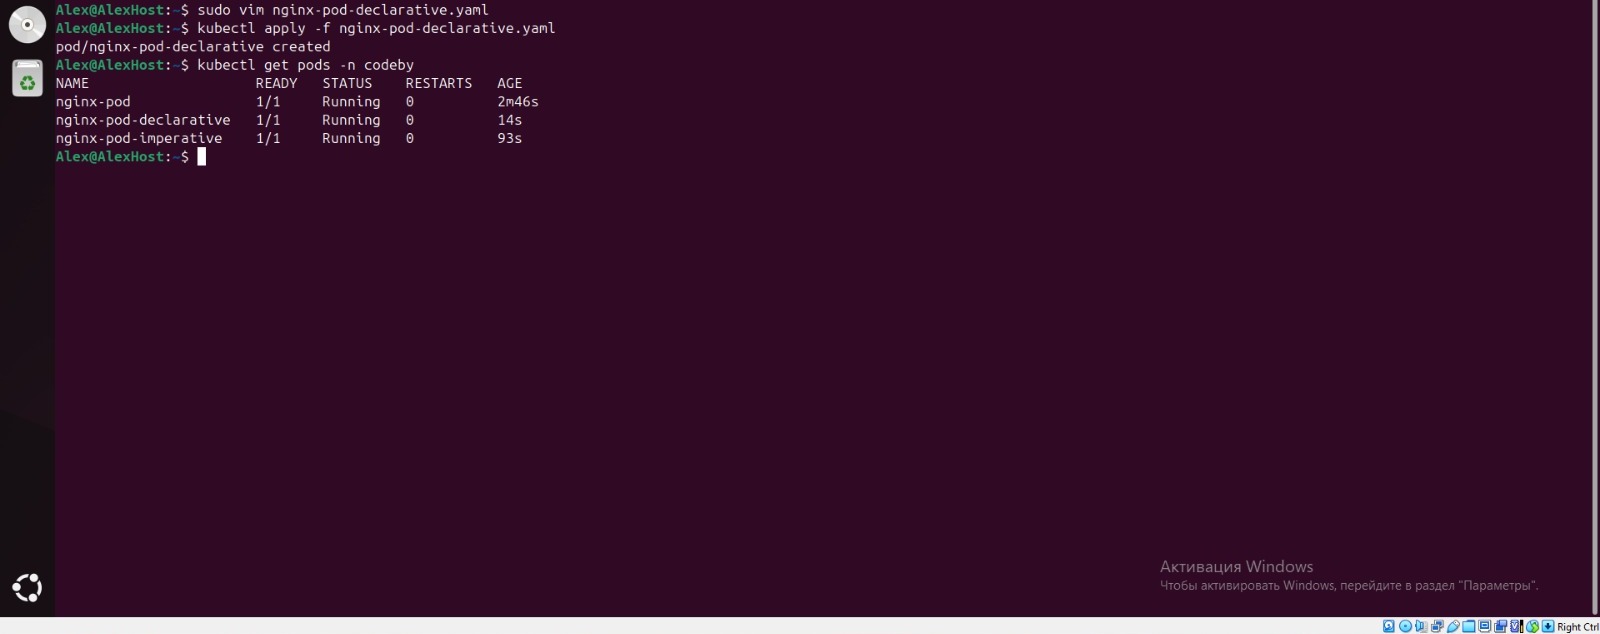 Alex@AlexHost:~$ sudo vim nginx-pod-declarative.yaml
Alex@AlexHost:~$ kubectl apply -f nginx-pod-declarative.yaml
pod/nginx-pod-declarative created
Alex@AlexHost:~$ kubectl get pods -n codeby
NAME                    READY   STATUS    RESTARTS   AGE
nginx-pod               1/1     Running   0          2m46s
nginx-pod-declarative   1/1     Running   0          14s
nginx-pod-imperative    1/1     Running   0          93s
Alex@AlexHost:~$
Активация Windows
Чтобы активировать Windows, перейдите в раздел "Параметры".
Right Ctrl